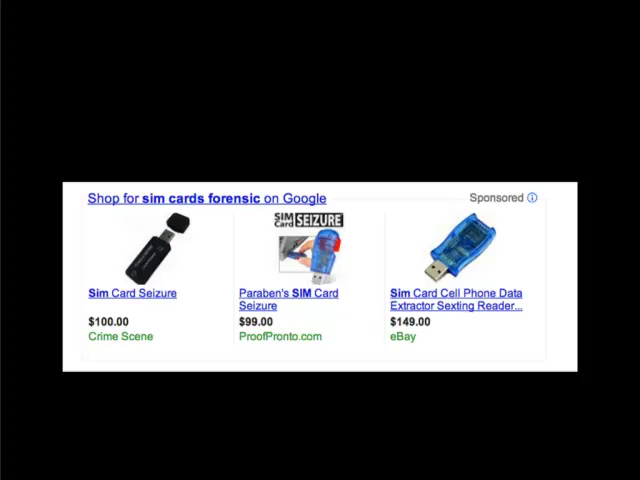 Shop for sim cards forensic on Google
Sponsored
SIM
Card SEIZURE
Sim Card Seizure
$100.00
Crime Scene
Paraben's SIM Card
Seizure
$99.00
ProofPronto.com
Sim Card Cell Phone Data
Extractor Sexting Reader...
$149.00
eBay